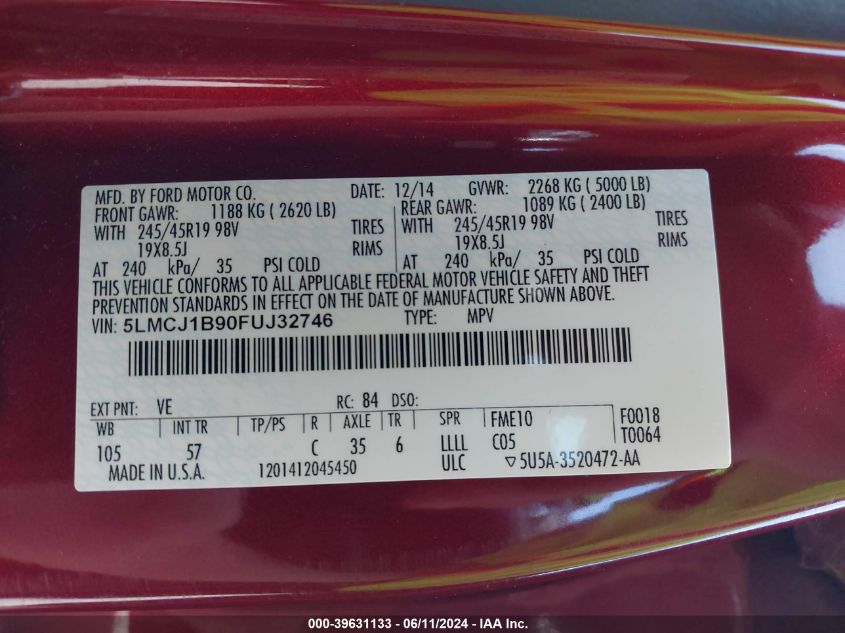 MFD. BY FORD MOTOR CO. DATE: 12/14 GVWR: 2268 KG ( 5000 LB)
FRONT GAWR: 1188 KG ( 2620 LB) REAR GAWR: 1089 KG ( 2400 LB)
WITH 245/45R19 98V TIRES WITH 245/45R19 98V TIRES
19X8.5J RIMS 19X8.5J RIMS
AT 240 kPa/ 35 PSI COLD AT 240 kPa/ 35 PSI COLD
THIS VEHICLE CONFORMS TO ALL APPLICABLE FEDERAL MOTOR VEHICLE SAFETY AND THEFT
PREVENTION STANDARDS IN EFFECT ON THE DATE OF MANUFACTURE SHOWN ABOVE.
VIN: 5LMCJ1B90FUJ32746 TYPE: MPV
EXT PNT: VE RC: 84 DSO:
WB INT TR TP/PS R AXLE TR SPR FME10 F0018
105 57 C 35 6 LLLL C05 T0064
MADE IN U.S.A. 1201412045450 ULC ▽5U5A-3520472-AA
000-39631133 - 06/11/2024 - IAA Inc.